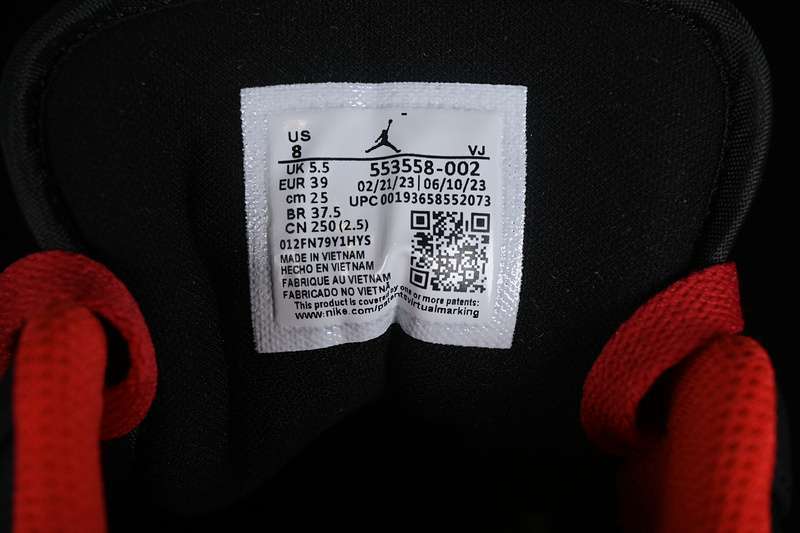 US
8
VJ
UK 5.5
EUR 39
cm 25
BR 37.5
CN 250 (2.5)
553558-002
02/21/23|06/10/23
UPC 00193658552073
012FN79Y1HYS
MADE IN VIETNAM
HECHO EN VIETNAM
FABRIQUE AU VIETNAM
FABRICADO NO VIETNÃ
This product is covered by one or more patents:
www.nike.com/patentsvirtualmarking